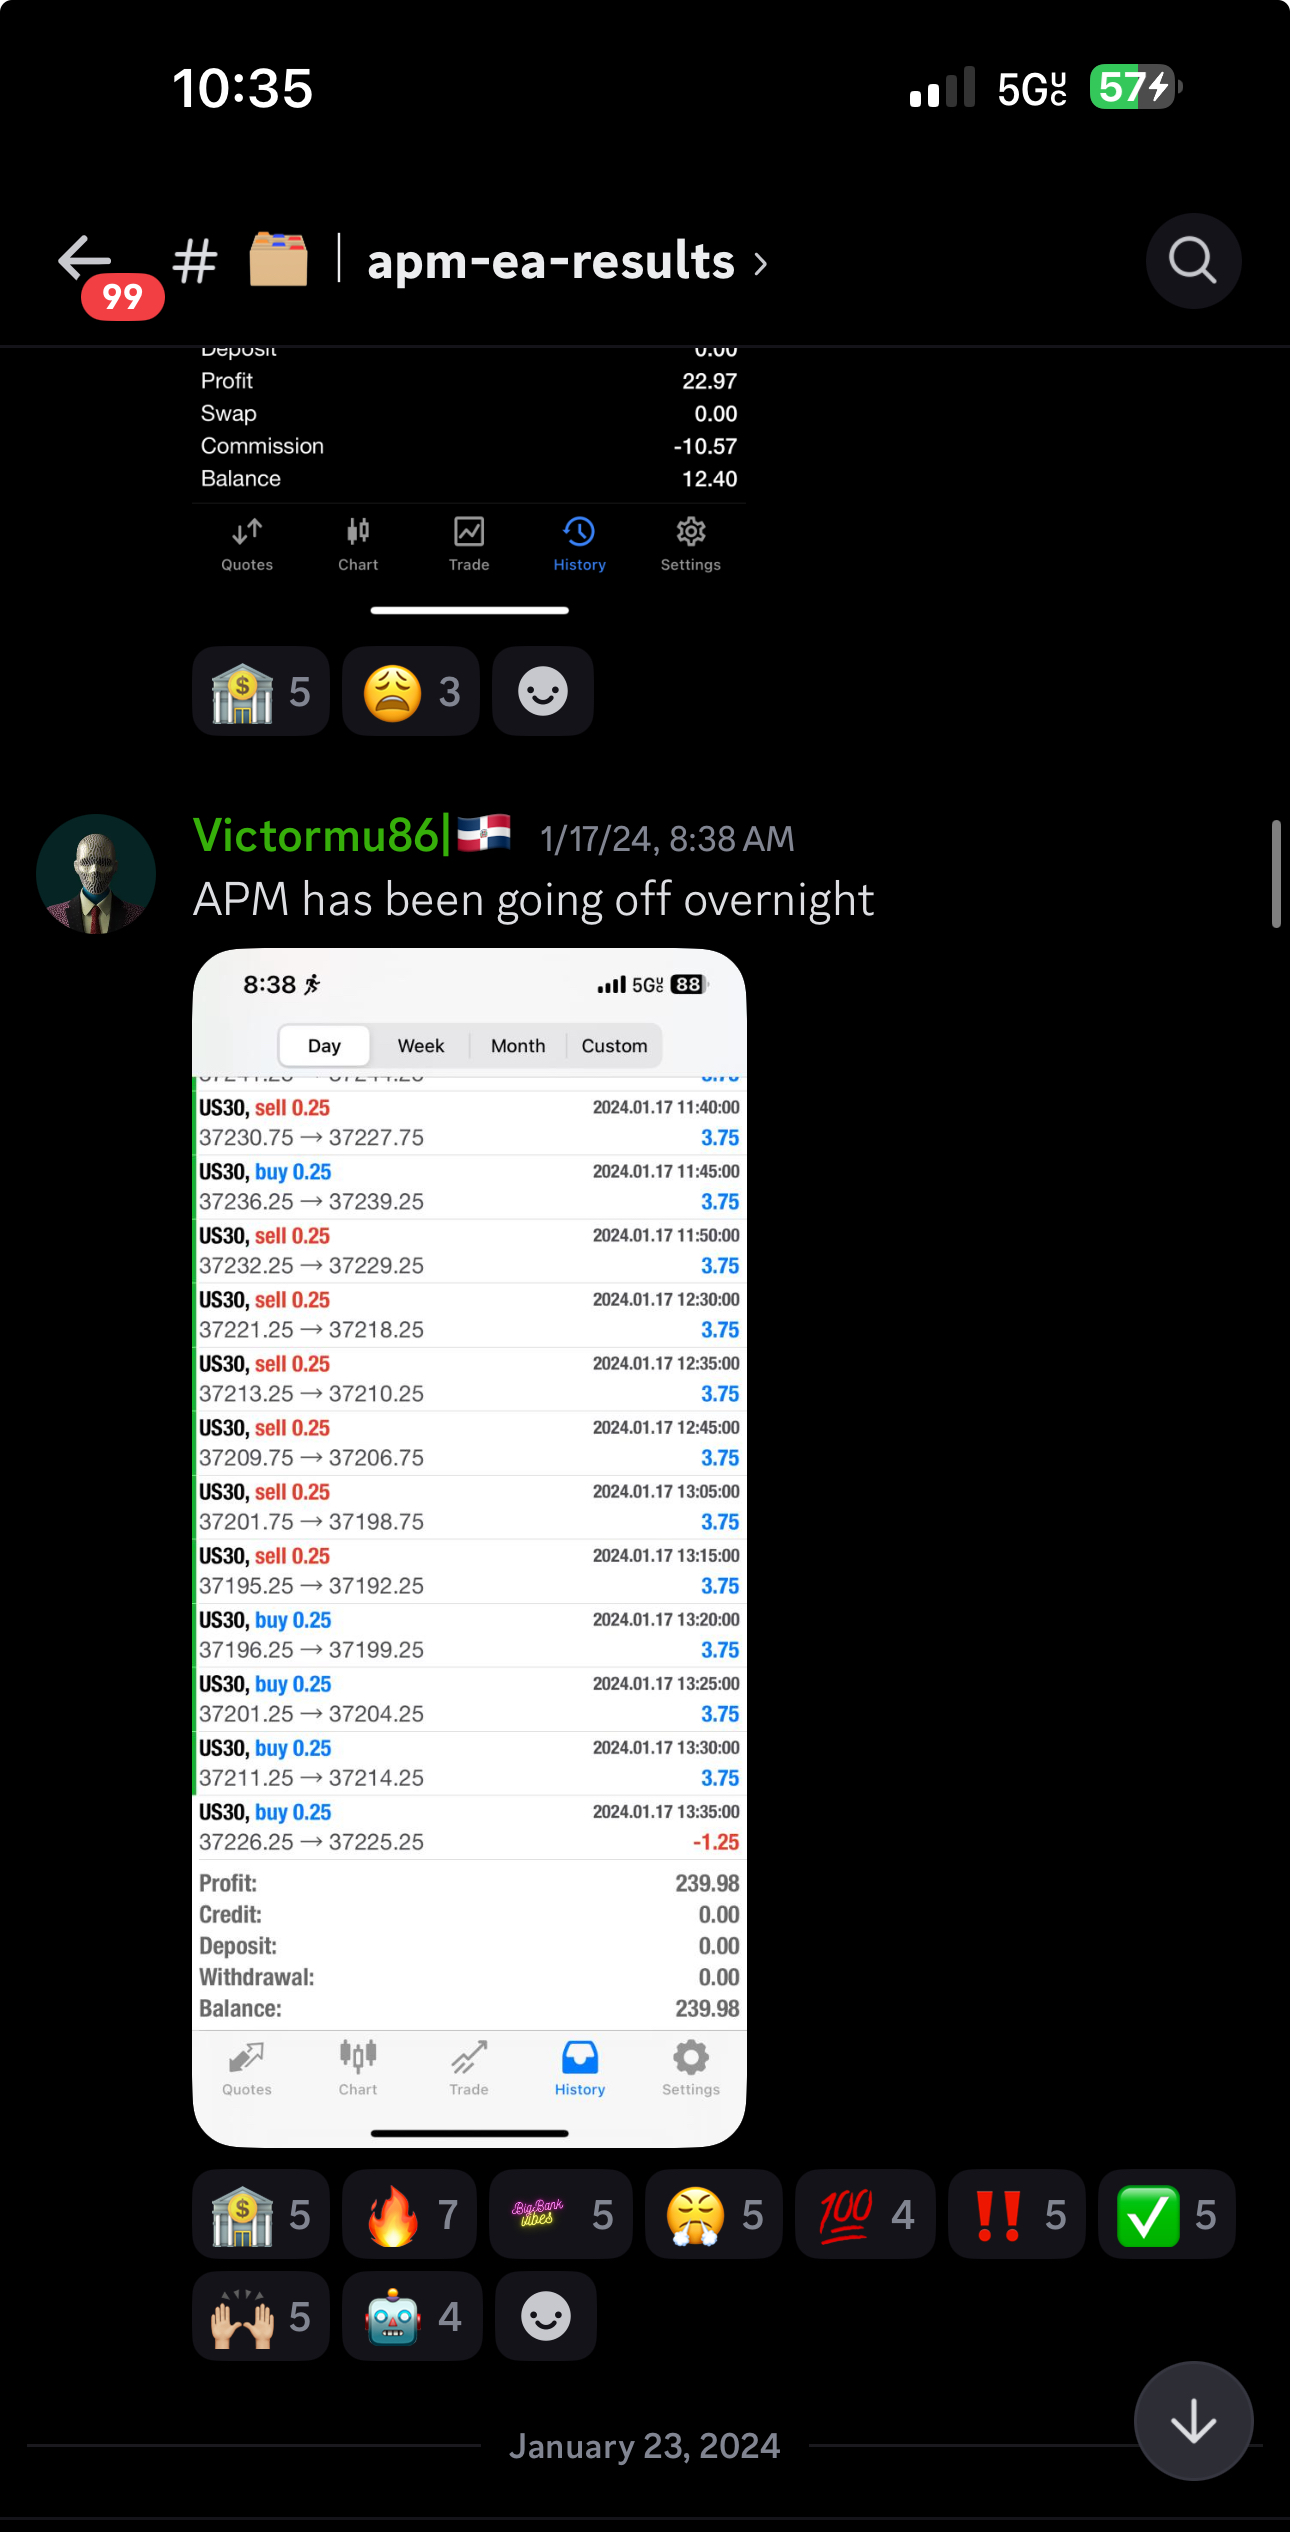 10:35
5GUC 57
99
# | apm-ea-results ›
Deposit 0.00
Profit 22.97
Swap 0.00
Commission -10.57
Balance 12.40
Quotes Chart Trade History Settings
5 3
Victormu86| 1/17/24, 8:38 AM
APM has been going off overnight
8:38 5GUC 88
Day Week Month Custom
37241.25 → 37244.25 3.75
US30, sell 0.25 2024.01.17 11:40:00
37230.75 → 37227.75 3.75
US30, buy 0.25 2024.01.17 11:45:00
37236.25 → 37239.25 3.75
US30, sell 0.25 2024.01.17 11:50:00
37232.25 → 37229.25 3.75
US30, sell 0.25 2024.01.17 12:30:00
37221.25 → 37218.25 3.75
US30, sell 0.25 2024.01.17 12:35:00
37213.25 → 37210.25 3.75
US30, sell 0.25 2024.01.17 12:45:00
37209.75 → 37206.75 3.75
US30, sell 0.25 2024.01.17 13:05:00
37201.75 → 37198.75 3.75
US30, sell 0.25 2024.01.17 13:15:00
37195.25 → 37192.25 3.75
US30, buy 0.25 2024.01.17 13:20:00
37196.25 → 37199.25 3.75
US30, buy 0.25 2024.01.17 13:25:00
37201.25 → 37204.25 3.75
US30, buy 0.25 2024.01.17 13:30:00
37211.25 → 37214.25 3.75
US30, buy 0.25 2024.01.17 13:35:00
37226.25 → 37225.25 -1.25
Profit: 239.98
Credit: 0.00
Deposit: 0.00
Withdrawal: 0.00
Balance: 239.98
Quotes Chart Trade History Settings
5 7 Big Bank vibes 5 5 100 4 5 5
5 4
January 23, 2024